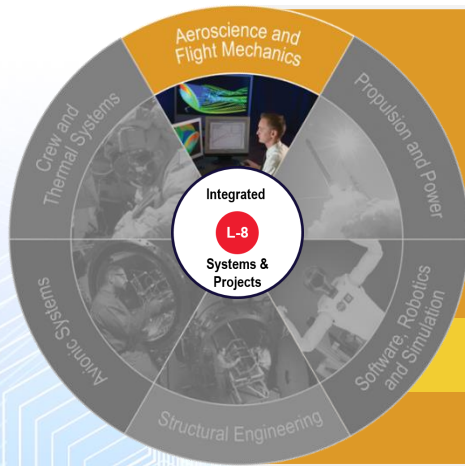 Aeroscience and
Flight Mechanics
Propulsion and Power
Software, Robotics
and Simulation
Structural Engineering
Avionic Systems
Crew and
Thermal Systems
Integrated
L-8
Systems &
Projects